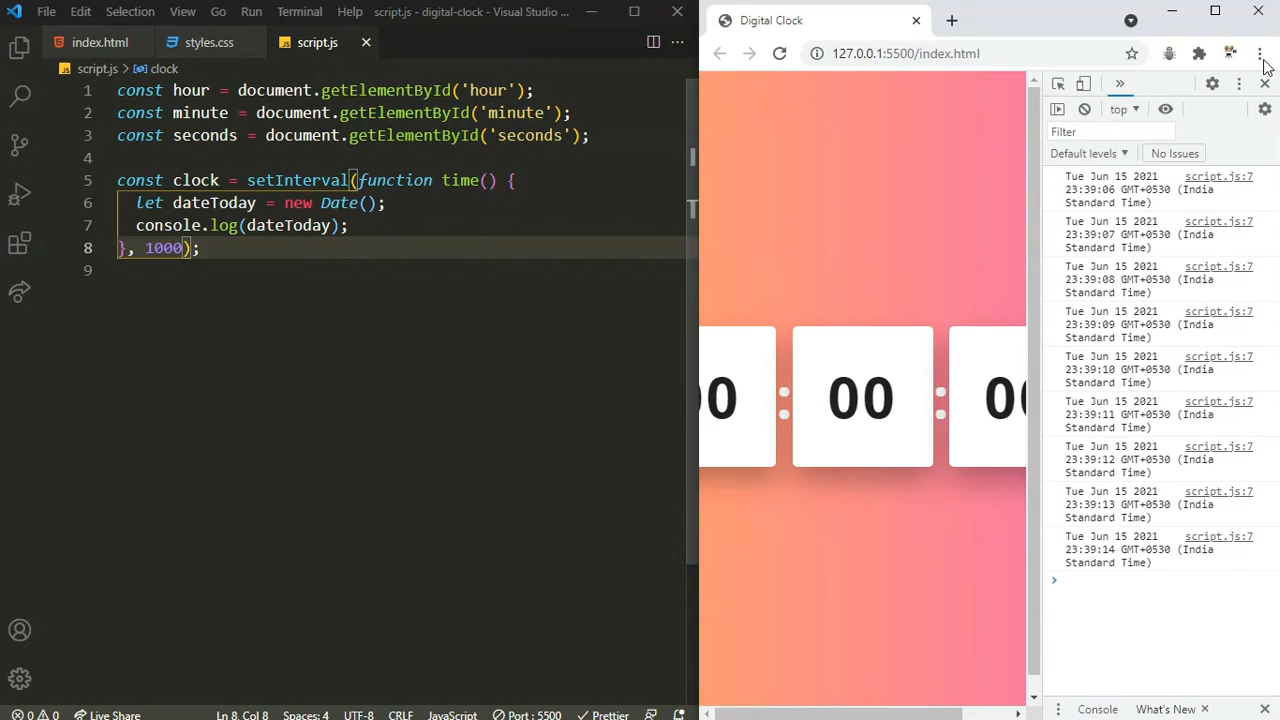 File Edit Selection View Go Run Terminal Help script.js - digital-clock - Visual Studio ...
index.html styles.css script.js
script.js > clock
1 const hour = document.getElementById('hour');
2 const minute = document.getElementById('minute');
3 const seconds = document.getElementById('seconds');
4
5 const clock = setInterval(function time() {
6 let dateToday = new Date();
7 console.log(dateToday);
8 }, 1000);
9
0 0 Live Share Ln 8, Col 8 Spaces: 4 UTF-8 CRLF JavaScript Port : 5500 Prettier
Digital Clock
127.0.0.1:5500/index.html
00 : 00 : 0
top
Filter
Default levels No Issues
Tue Jun 15 2021 script.js:7
23:39:06 GMT+0530 (India
Standard Time)
Tue Jun 15 2021 script.js:7
23:39:07 GMT+0530 (India
Standard Time)
Tue Jun 15 2021 script.js:7
23:39:08 GMT+0530 (India
Standard Time)
Tue Jun 15 2021 script.js:7
23:39:09 GMT+0530 (India
Standard Time)
Tue Jun 15 2021 script.js:7
23:39:10 GMT+0530 (India
Standard Time)
Tue Jun 15 2021 script.js:7
23:39:11 GMT+0530 (India
Standard Time)
Tue Jun 15 2021 script.js:7
23:39:12 GMT+0530 (India
Standard Time)
Tue Jun 15 2021 script.js:7
23:39:13 GMT+0530 (India
Standard Time)
Tue Jun 15 2021 script.js:7
23:39:14 GMT+0530 (India
Standard Time)
Console What's New